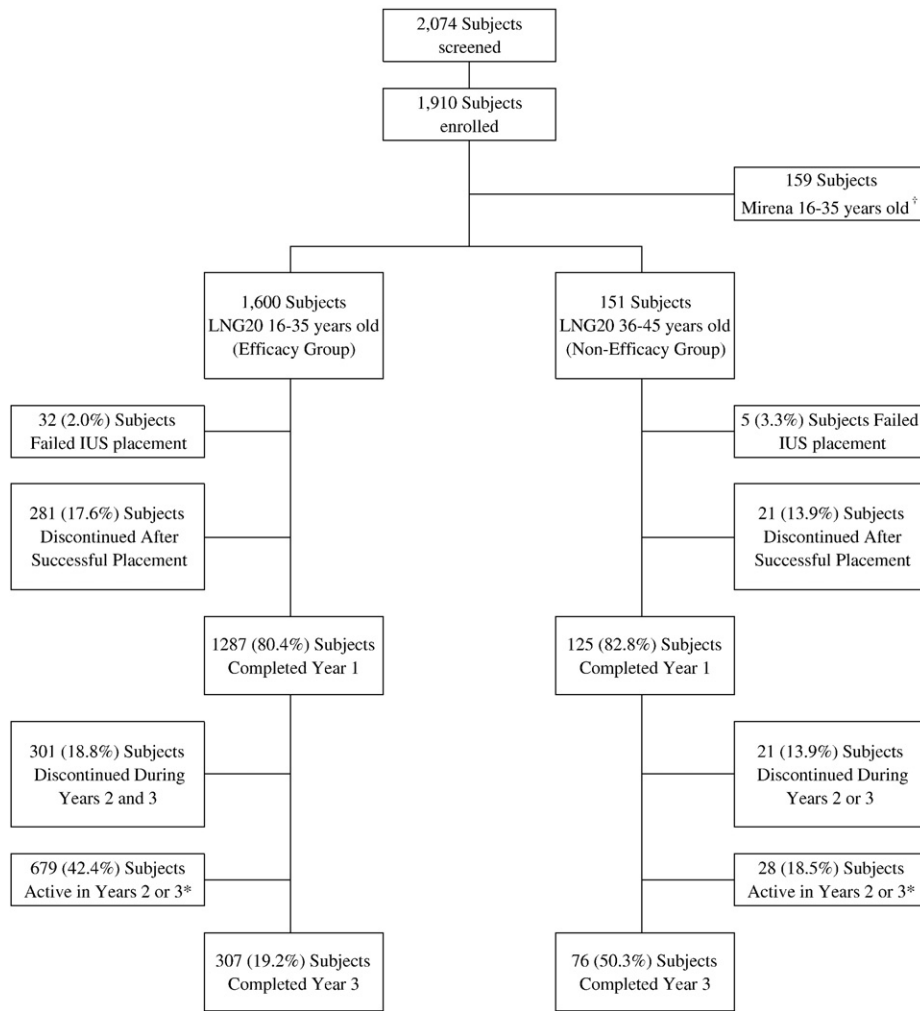 2,074 Subjects
screened
1,910 Subjects
enrolled
159 Subjects
Mirena 16-35 years old†
1,600 Subjects
LNG20 16-35 years old
(Efficacy Group)
151 Subjects
LNG20 36-45 years old
(Non-Efficacy Group)
32 (2.0%) Subjects
Failed IUS placement
5 (3.3%) Subjects Failed
IUS placement
281 (17.6%) Subjects
Discontinued After
Successful Placement
21 (13.9%) Subjects
Discontinued After
Successful Placement
1287 (80.4%) Subjects
Completed Year 1
125 (82.8%) Subjects
Completed Year 1
301 (18.8%) Subjects
Discontinued During
Years 2 and 3
21 (13.9%) Subjects
Discontinued During
Years 2 or 3
679 (42.4%) Subjects
Active in Years 2 or 3*
28 (18.5%) Subjects
Active in Years 2 or 3*
307 (19.2%) Subjects
Completed Year 3
76 (50.3%) Subjects
Completed Year 3